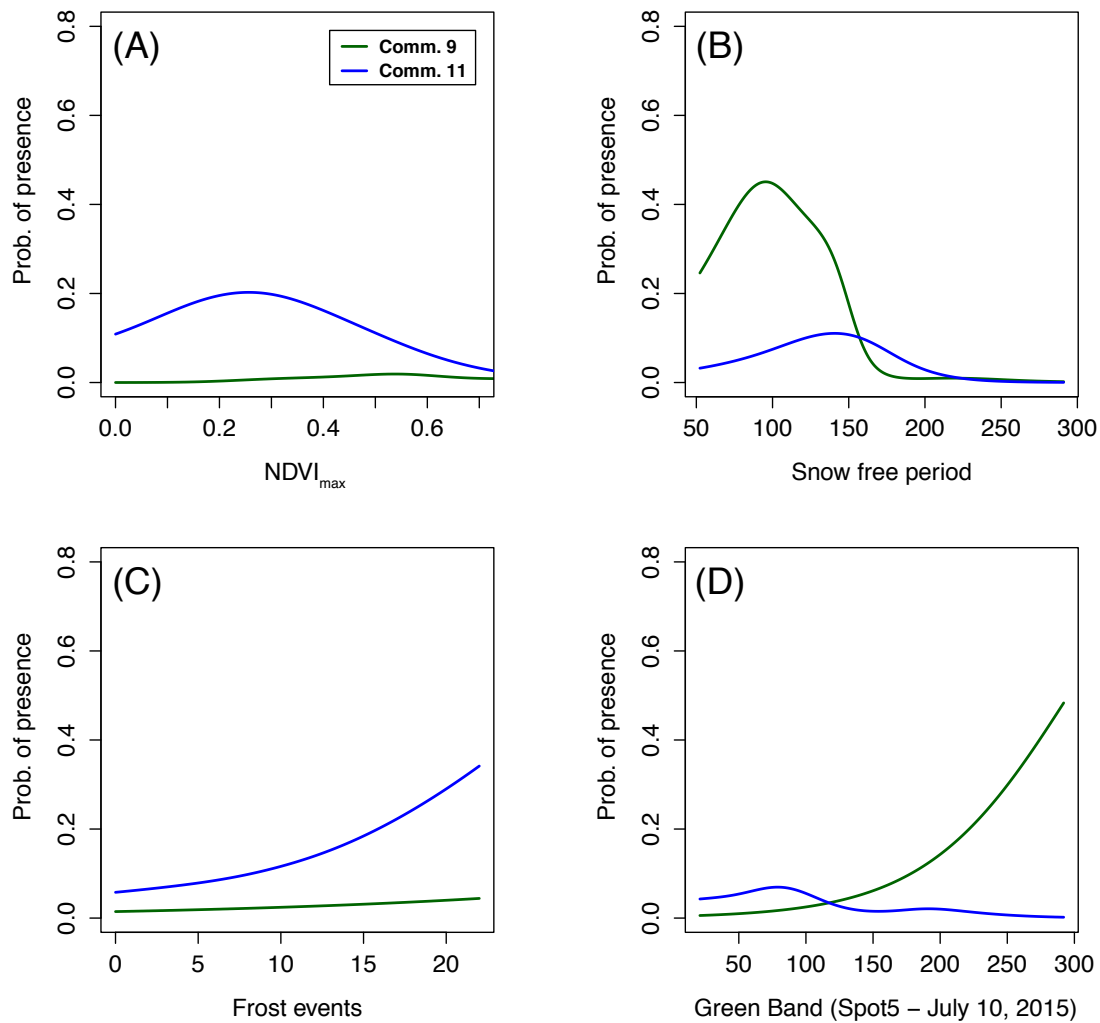 (A)
Comm. 9
Comm. 11
Prob. of presence
0.0 0.2 0.4 0.6 0.8
0.0 0.2 0.4 0.6
NDVImax
(B)
Prob. of presence
0.0 0.2 0.4 0.6 0.8
50 100 150 200 250 300
Snow free period
(C)
Prob. of presence
0.0 0.2 0.4 0.6 0.8
0 5 10 15 20
Frost events
(D)
Prob. of presence
0.0 0.2 0.4 0.6 0.8
50 100 150 200 250 300
Green Band (Spot5 − July 10, 2015)